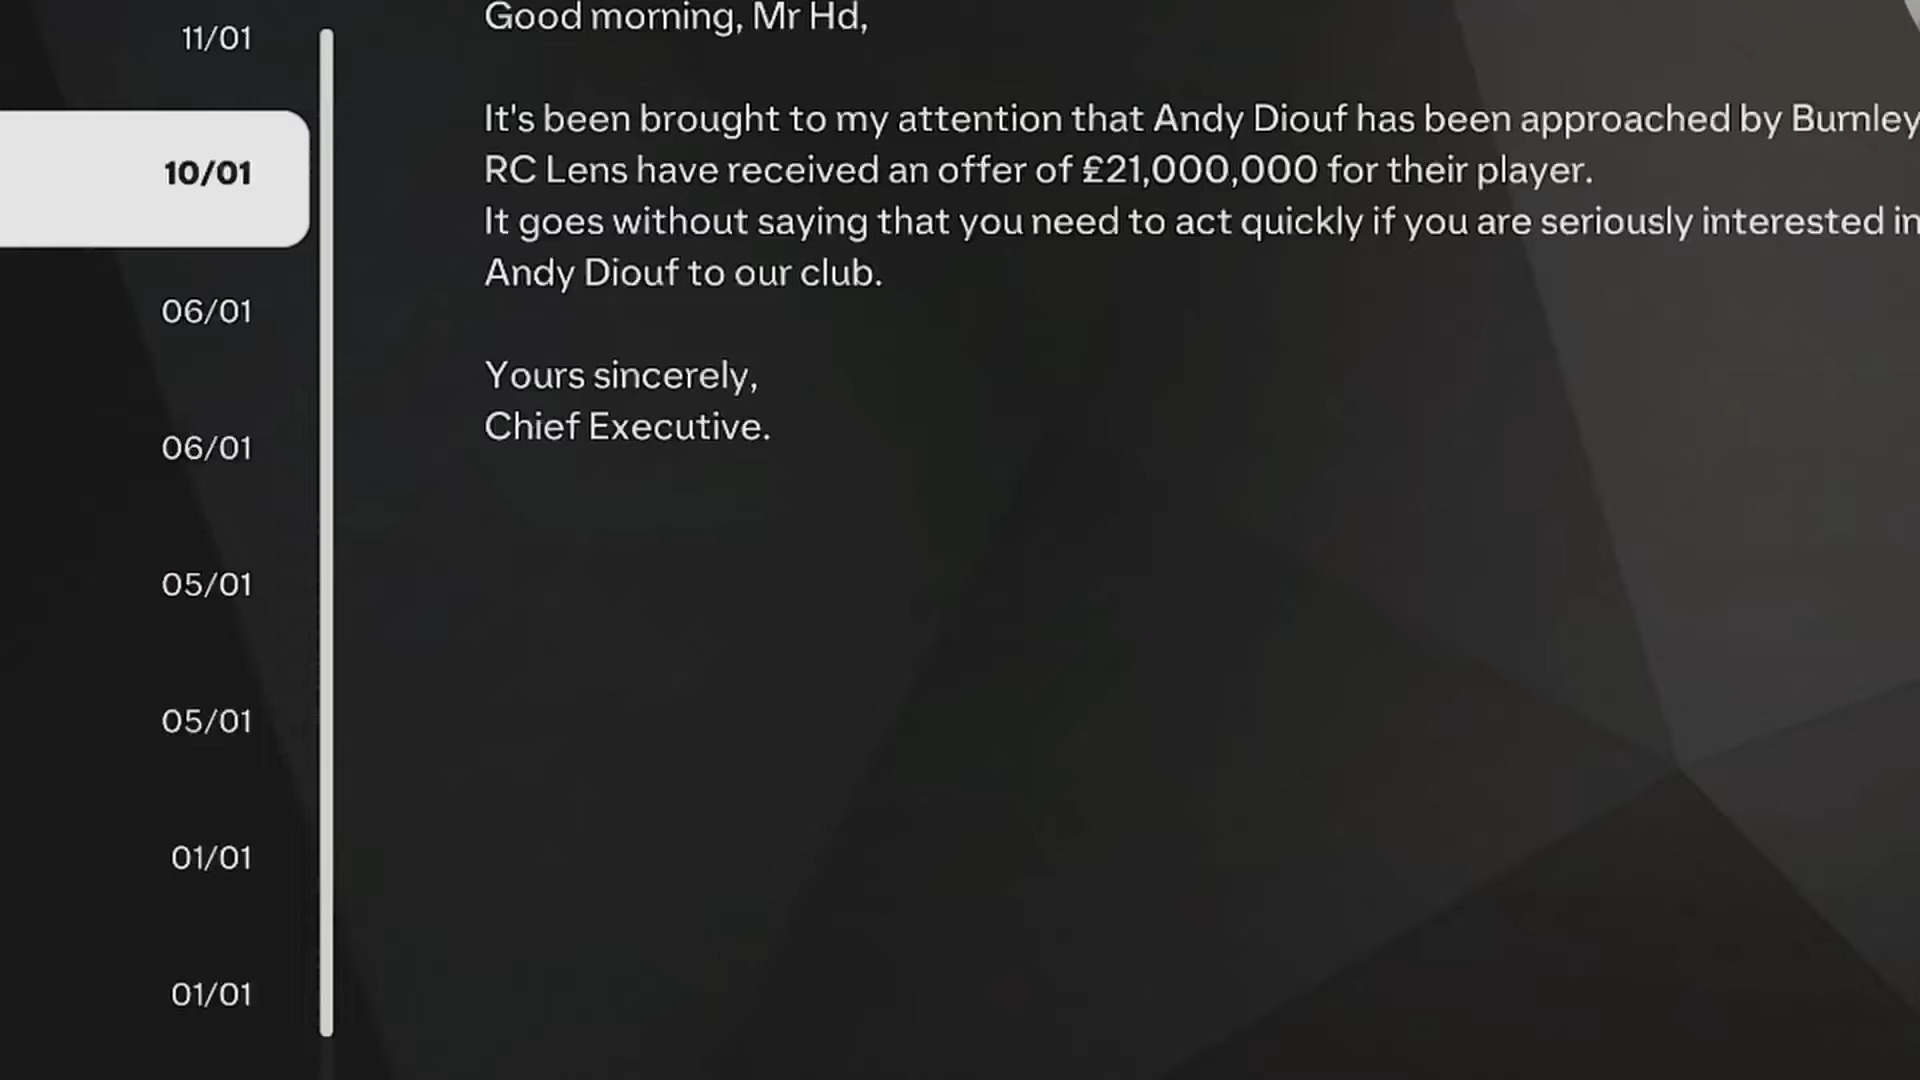 11/01
10/01
06/01
06/01
05/01
05/01
01/01
01/01
Good morning, Mr Hd,
It's been brought to my attention that Andy Diouf has been approached by Burnley
RC Lens have received an offer of £21,000,000 for their player.
It goes without saying that you need to act quickly if you are seriously interested in
Andy Diouf to our club.
Yours sincerely,
Chief Executive.